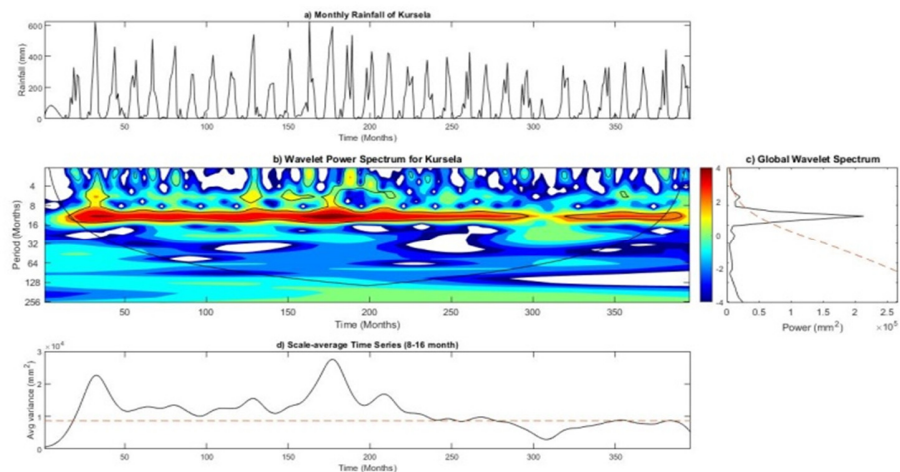 a) Monthly Rainfall of Kursela
Rainfall (mm)
600
400
200
0
50 100 150 200 250 300 350
Time (Months)
b) Wavelet Power Spectrum for Kursela
Period (Months)
4
8
16
32
64
128
256
50 100 150 200 250 300 350
Time (Months)
4
2
0
-2
-4
c) Global Wavelet Spectrum
0 0.5 1 1.5 2 2.5
×10⁵
Power (mm²)
d) Scale-average Time Series (8-16 month)
×10⁴
Avg variance (mm²)
3
2
1
0
50 100 150 200 250 300 350
Time (Months)